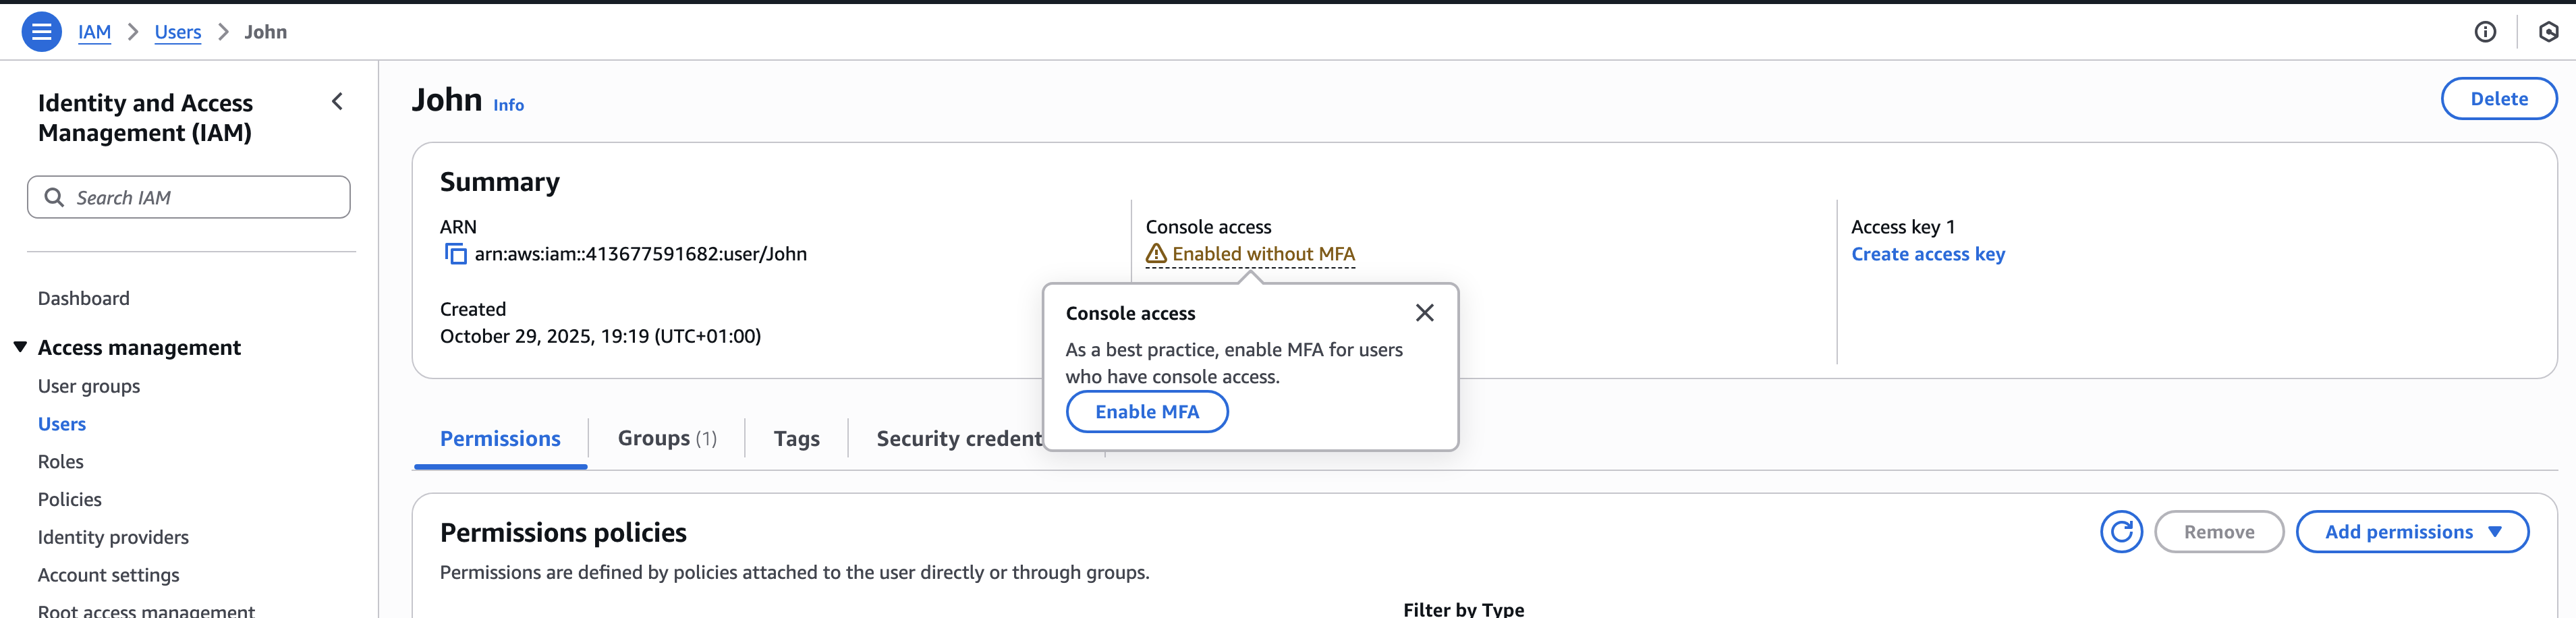 IAM > Users > John
Identity and Access
Management (IAM)
Search IAM
Dashboard
Access management
User groups
Users
Roles
Policies
Identity providers
Account settings
Root access management
John Info
Delete
Summary
ARN
arn:aws:iam::413677591682:user/John
Created
October 29, 2025, 19:19 (UTC+01:00)
Console access
Enabled without MFA
Access key 1
Create access key
Console access
As a best practice, enable MFA for users
who have console access.
Enable MFA
Permissions
Groups (1)
Tags
Security credent
Permissions policies
Permissions are defined by policies attached to the user directly or through groups.
Remove
Add permissions
Filter by Type